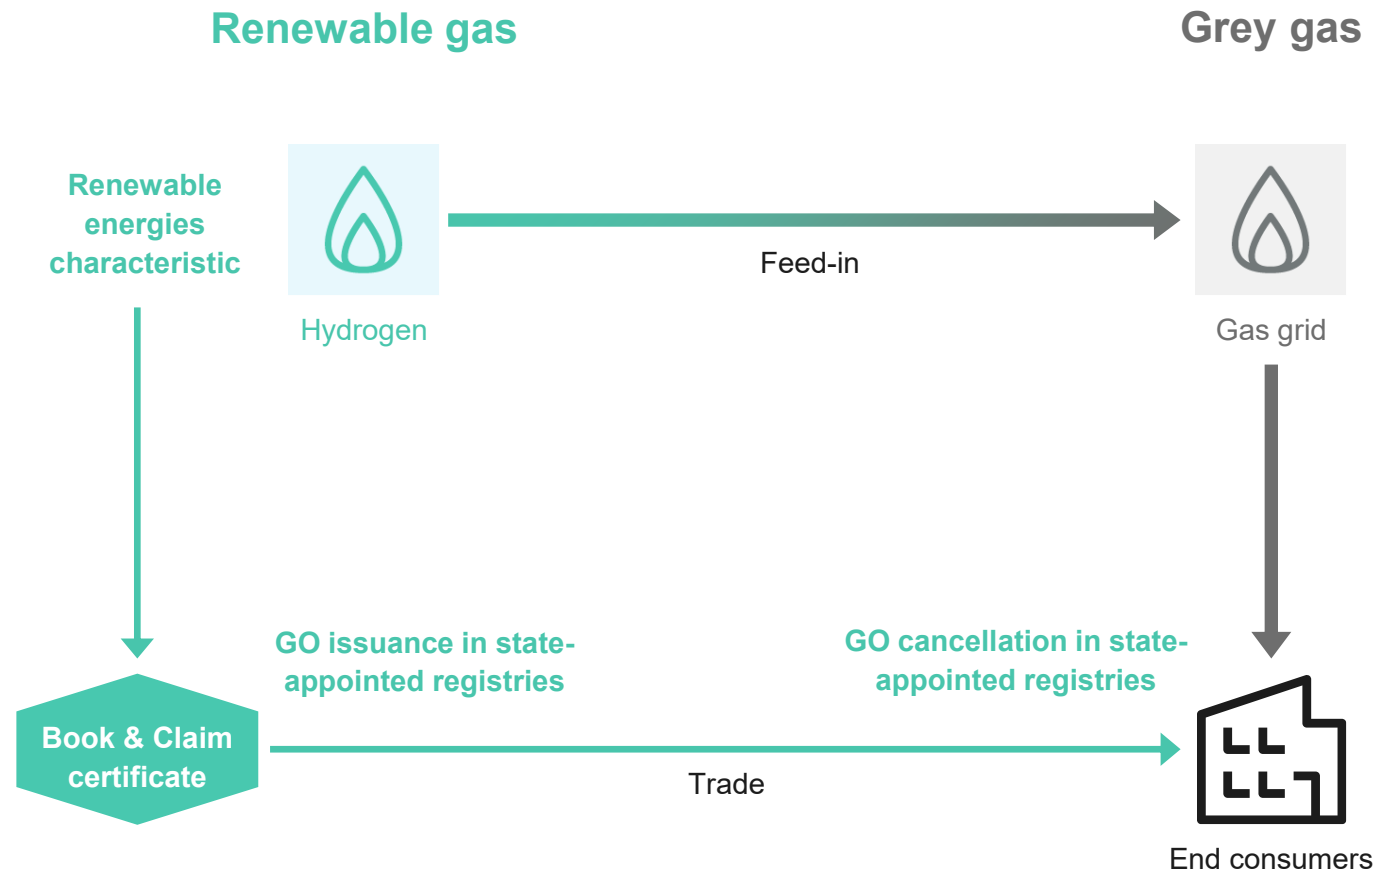 Renewable gas
Grey gas
Renewable
energies
characteristic
Feed-in
Hydrogen
Gas grid
GO issuance in state-
appointed registries
GO cancellation in state-
appointed registries
Book & Claim
certificate
Trade
End consumers